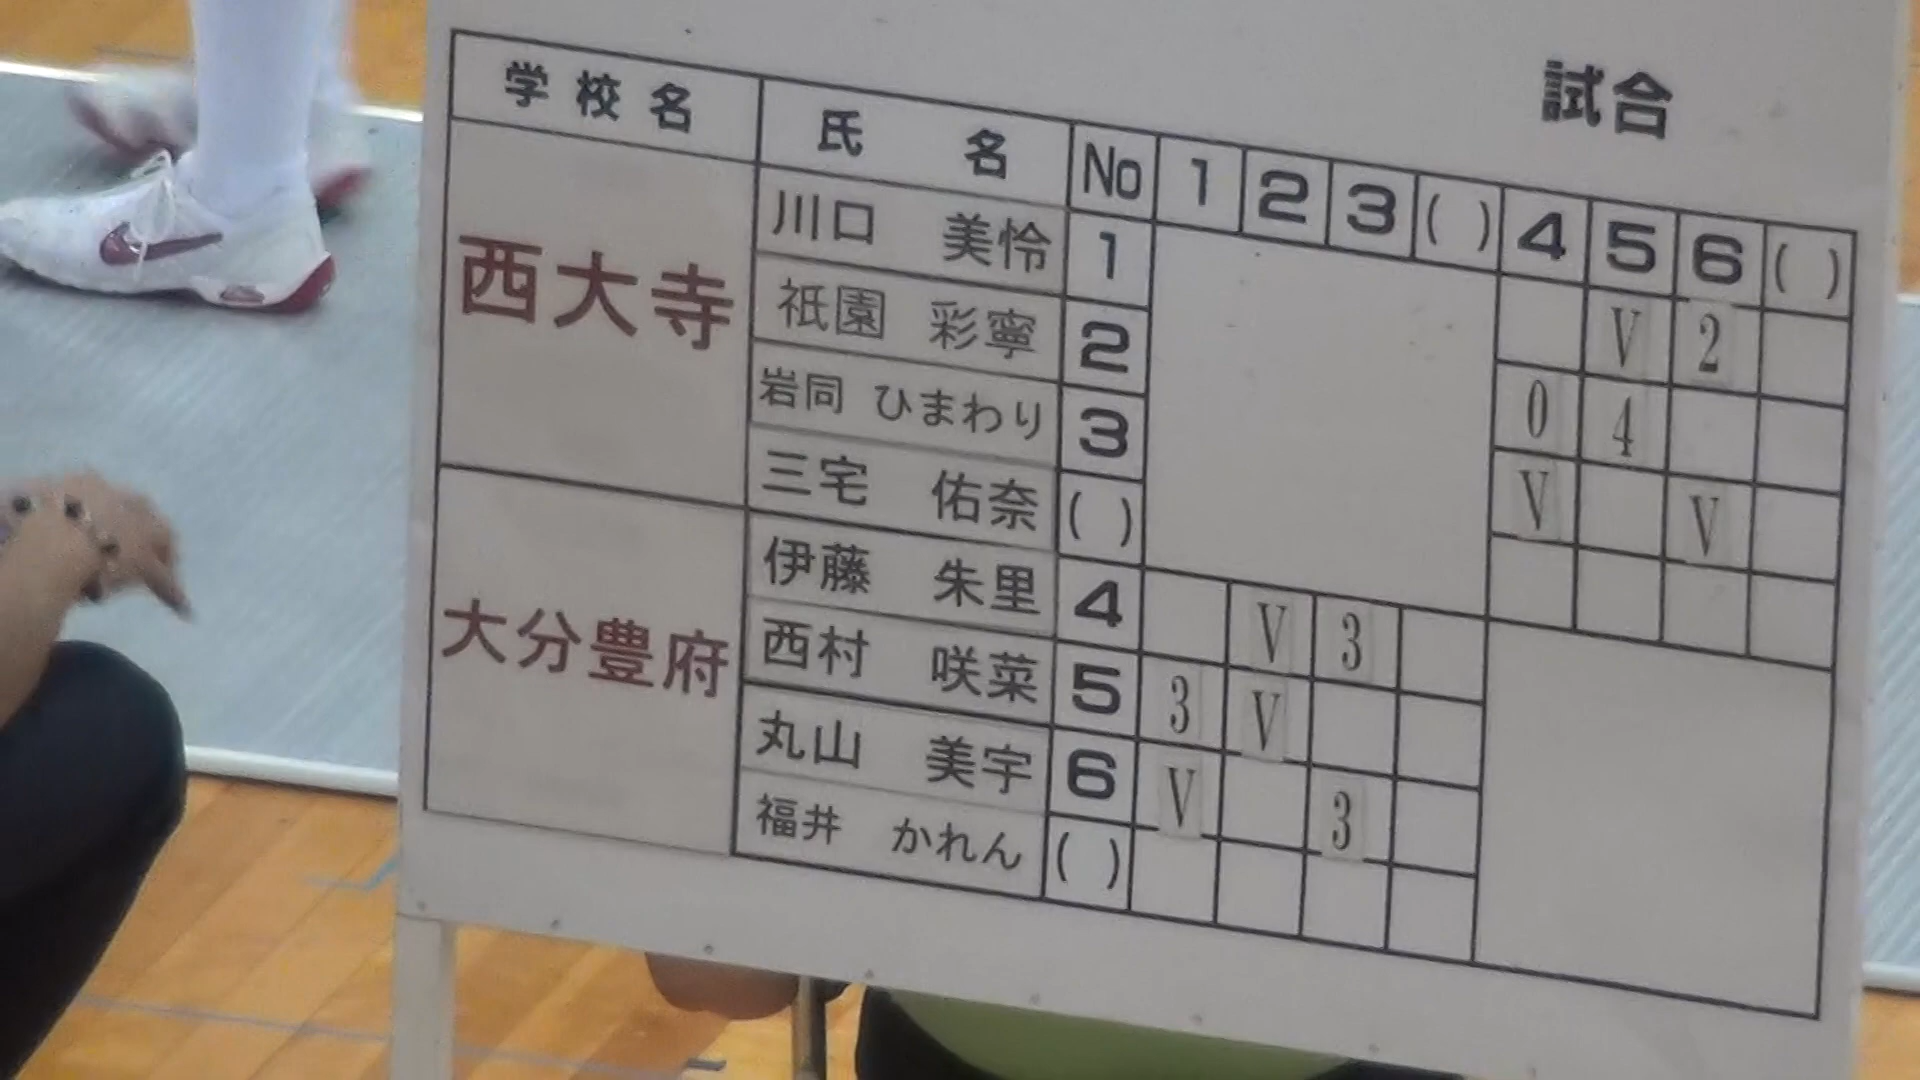 試合
学校名 氏名 No 1 2 3 ( ) 4 5 6 ( )
西大寺
川口 美怜 1 V 2
祇園 彩寧 2 0 4
岩同 ひまわり 3 V V
三宅 佑奈 ( )
大分豊府
伊藤 朱里 4 V 3
西村 咲菜 5 3 V
丸山 美宇 6 V 3
福井 かれん ( )